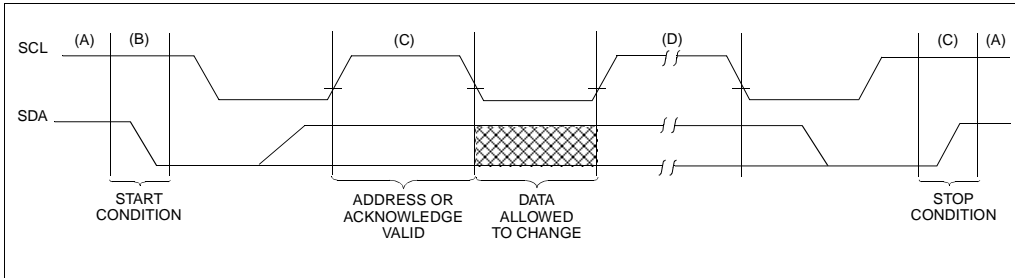 (A) (B) (C) (D) (C) (A)
SCL
SDA
START
CONDITION
ADDRESS OR
ACKNOWLEDGE
VALID
DATA
ALLOWED
TO CHANGE
STOP
CONDITION